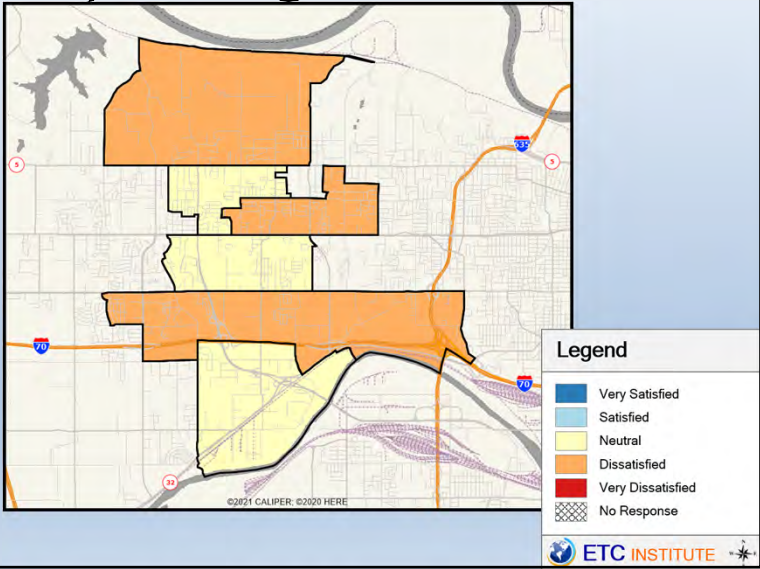 635
5
5
70
70
32
©2021 CALIPER; ©2020 HERE
Legend
Very Satisfied
Satisfied
Neutral
Dissatisfied
Very Dissatisfied
No Response
ETC INSTITUTE